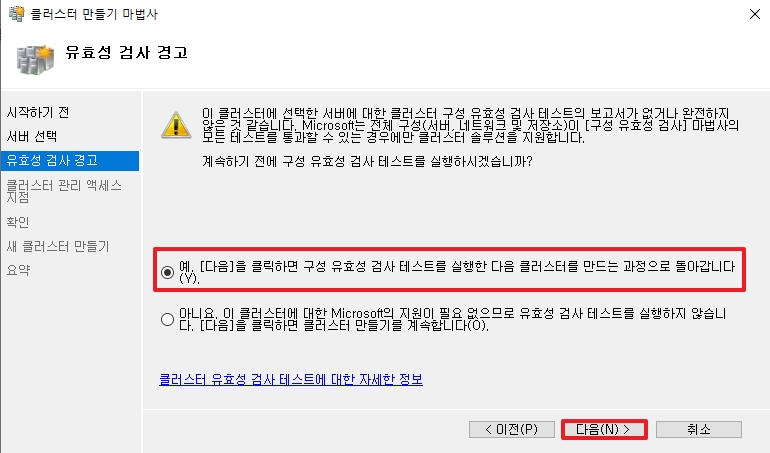 클러스터 만들기 마법사
유효성 검사 경고
시작하기 전
서버 선택
유효성 검사 경고
클러스터 관리 액세스
지점
확인
새 클러스터 만들기
요약
이 클러스터에 선택한 서버에 대한 클러스터 구성 유효성 검사 테스트의 보고서가 없거나 완전하지
않은 것 같습니다. Microsoft는 전체 구성(서버, 네트워크 및 저장소)이 [구성 유효성 검사] 마법사의
모든 테스트를 통과할 수 있는 경우에만 클러스터 솔루션을 지원합니다.
계속하기 전에 구성 유효성 검사 테스트를 실행하시겠습니까?
예. [다음]을 클릭하면 구성 유효성 검사 테스트를 실행한 다음 클러스터를 만드는 과정으로 돌아갑니다
(Y).
아니요. 이 클러스터에 대한 Microsoft의 지원이 필요 없으므로 유효성 검사 테스트를 실행하지 않습니
다. [다음]을 클릭하면 클러스터 만들기를 계속합니다(O).
클러스터 유효성 검사 테스트에 대한 자세한 정보
< 이전(P)
다음(N) >
취소